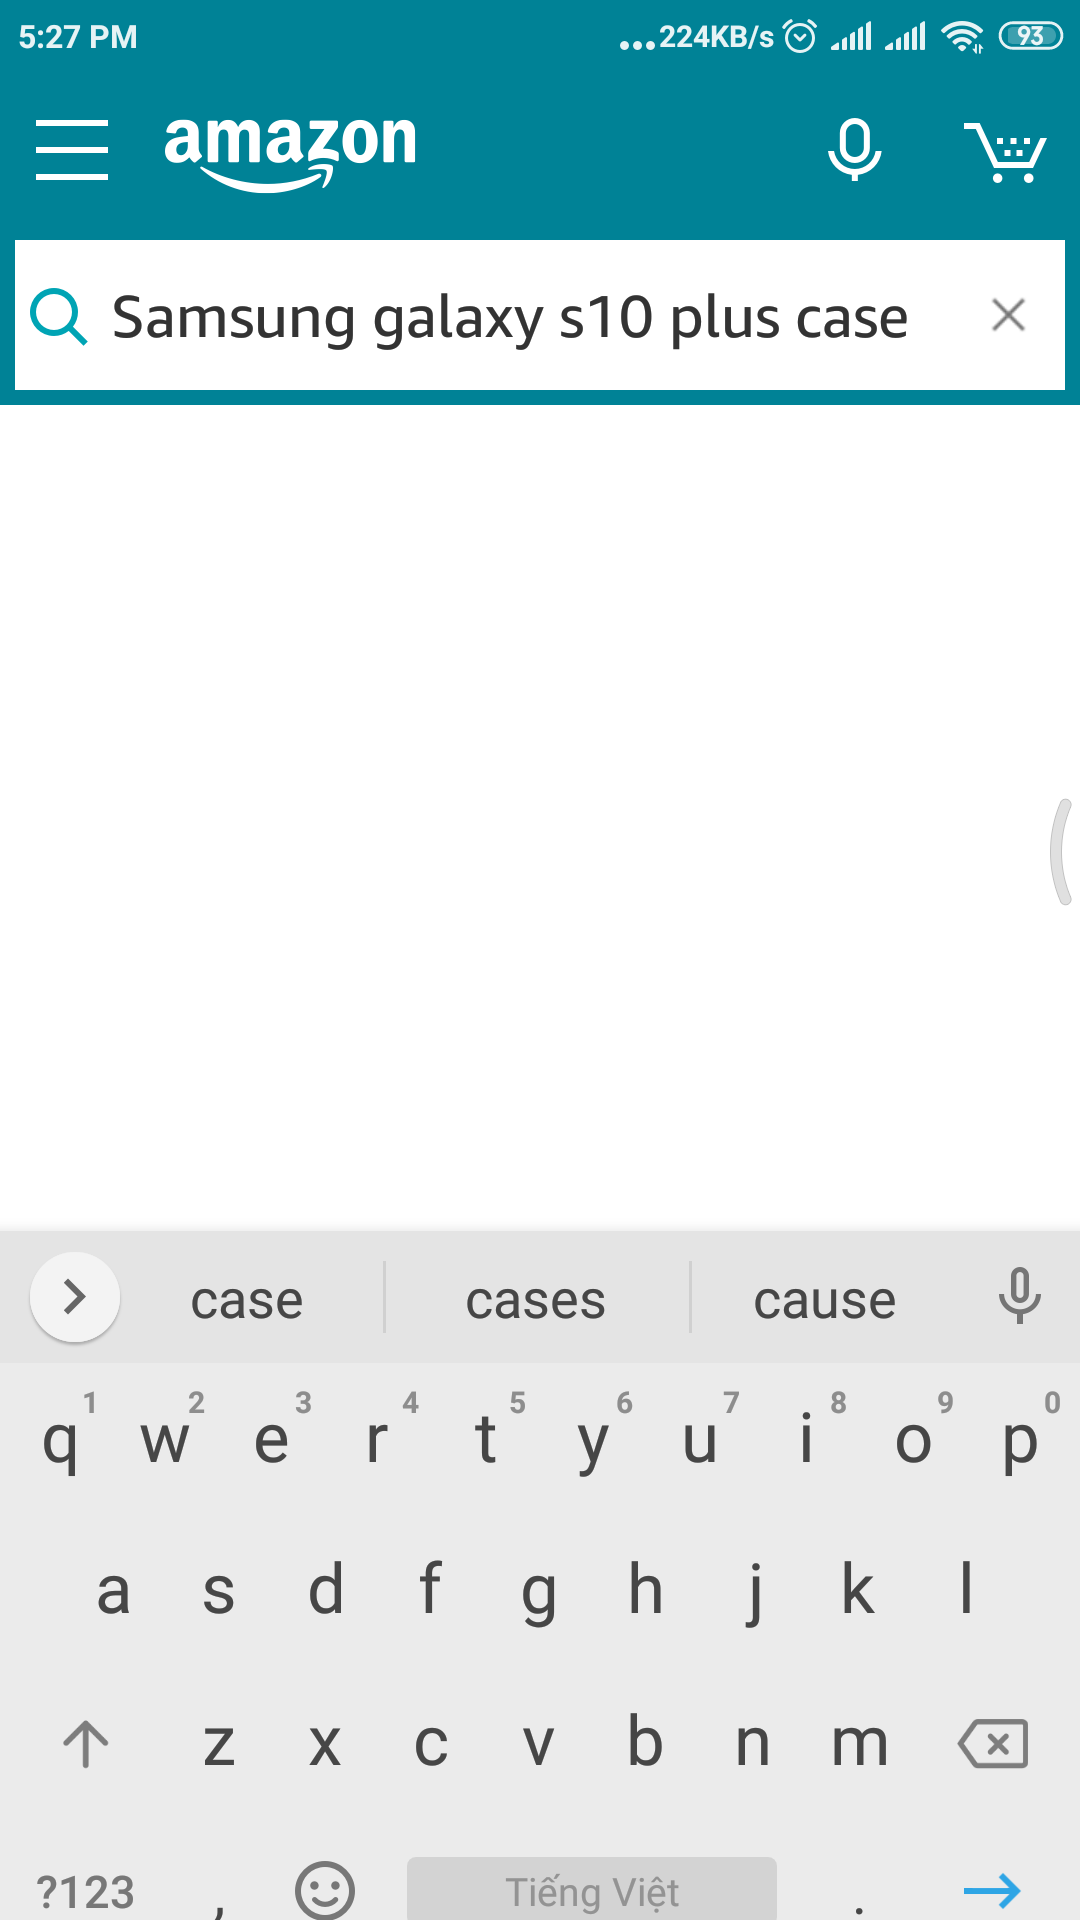 5:27 PM ...224KB/s 93
amazon
Samsung galaxy s10 plus case
case cases cause
1 2 3 4 5 6 7 8 9 0
q w e r t y u i o p
a s d f g h j k l
z x c v b n m
?123 , Tiếng Việt .